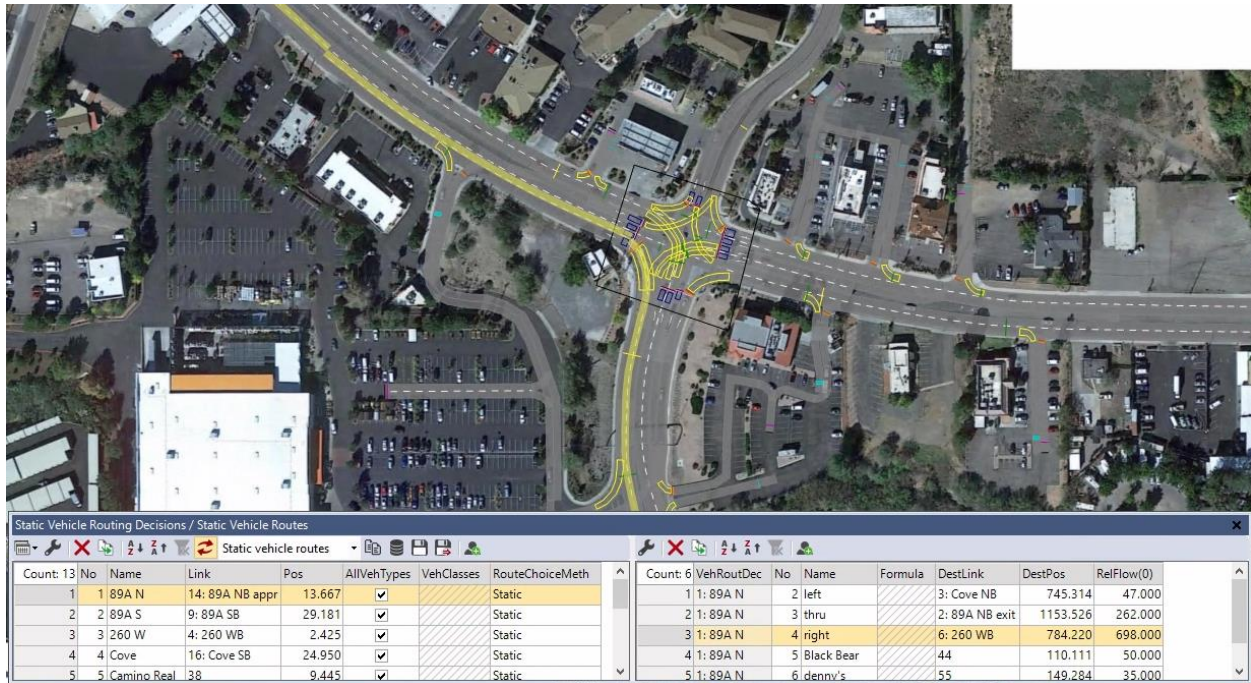 Static Vehicle Routing Decisions / Static Vehicle Routes
Static vehicle routes
Count: 13 No Name Link Pos AllVehTypes VehClasses RouteChoiceMeth
1 1 89A N 14: 89A NB appr 13.667 Static
2 2 89A S 9: 89A SB 29.181 Static
3 3 260 W 4: 260 WB 2.425 Static
4 4 Cove 16: Cove SB 24.950 Static
5 5 Camino Real 38 9.445 Static
Count: 6 VehRoutDec No Name Formula DestLink DestPos RelFlow(0)
1 1: 89A N 2 left 3: Cove NB 745.314 47.000
2 1: 89A N 3 thru 2: 89A NB exit 1153.526 262.000
3 1: 89A N 4 right 6: 260 WB 784.220 698.000
4 1: 89A N 5 Black Bear 44 110.111 50.000
5 1: 89A N 6 denny's 55 149.284 35.000